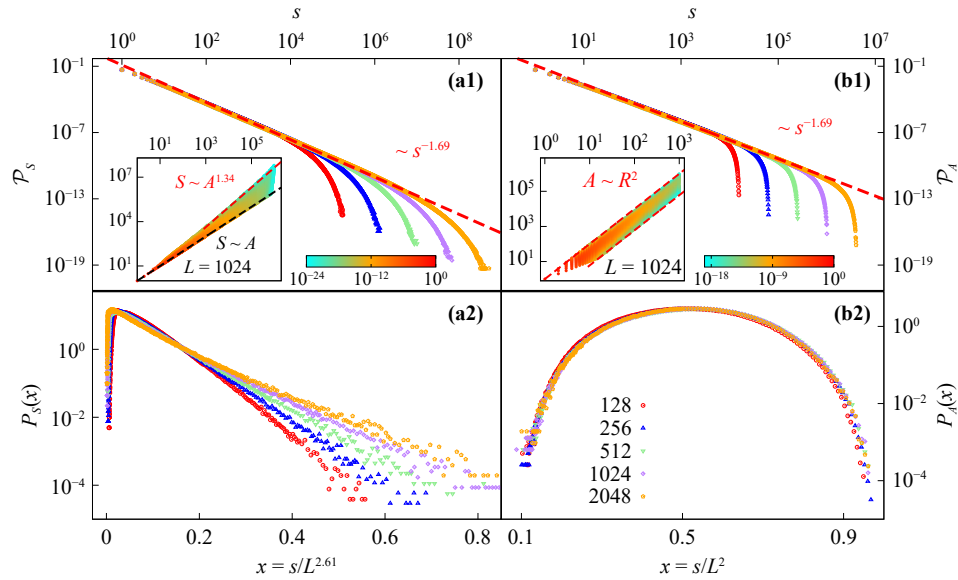 s s
10^0 10^2 10^4 10^6 10^8 10^1 10^3 10^5 10^7
10^-1 (a1) (b1) 10^-1
10^-7 ~ s^-1.69 ~ s^-1.69 10^-7
P_S P_A
10^1 10^3 10^5 10^0 10^1 10^2 10^3
10^7 S ~ A^1.34 10^6 A ~ R^2
10^-13 10^4 10^4 10^-13
S ~ A 10^2
10^1 L = 1024 10^0 L = 1024
10^-24 10^-12 10^0 10^-18 10^-9 10^0
10^-19 10^-19
(a2) (b2)
10^0 10^0
P_S(x) P_A(x)
128
10^-2 256 10^-2
512
1024
10^-4 2048 10^-4
0 0.2 0.4 0.6 0.8 0.1 0.5 0.9
x = s/L^2.61 x = s/L^2